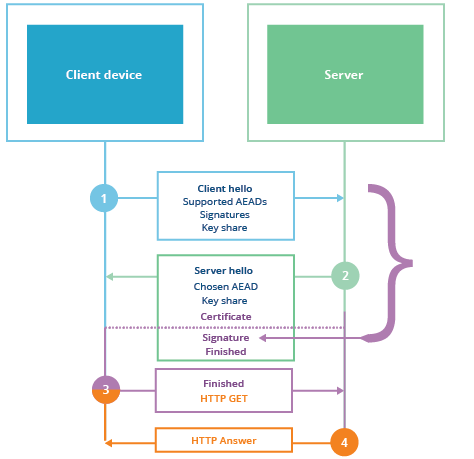 Client device
Server
1
Client hello
Supported AEADs
Signatures
Key share
Server hello
Chosen AEAD
Key share
Certificate
2
Signature
Finished
3
Finished
HTTP GET
HTTP Answer
4